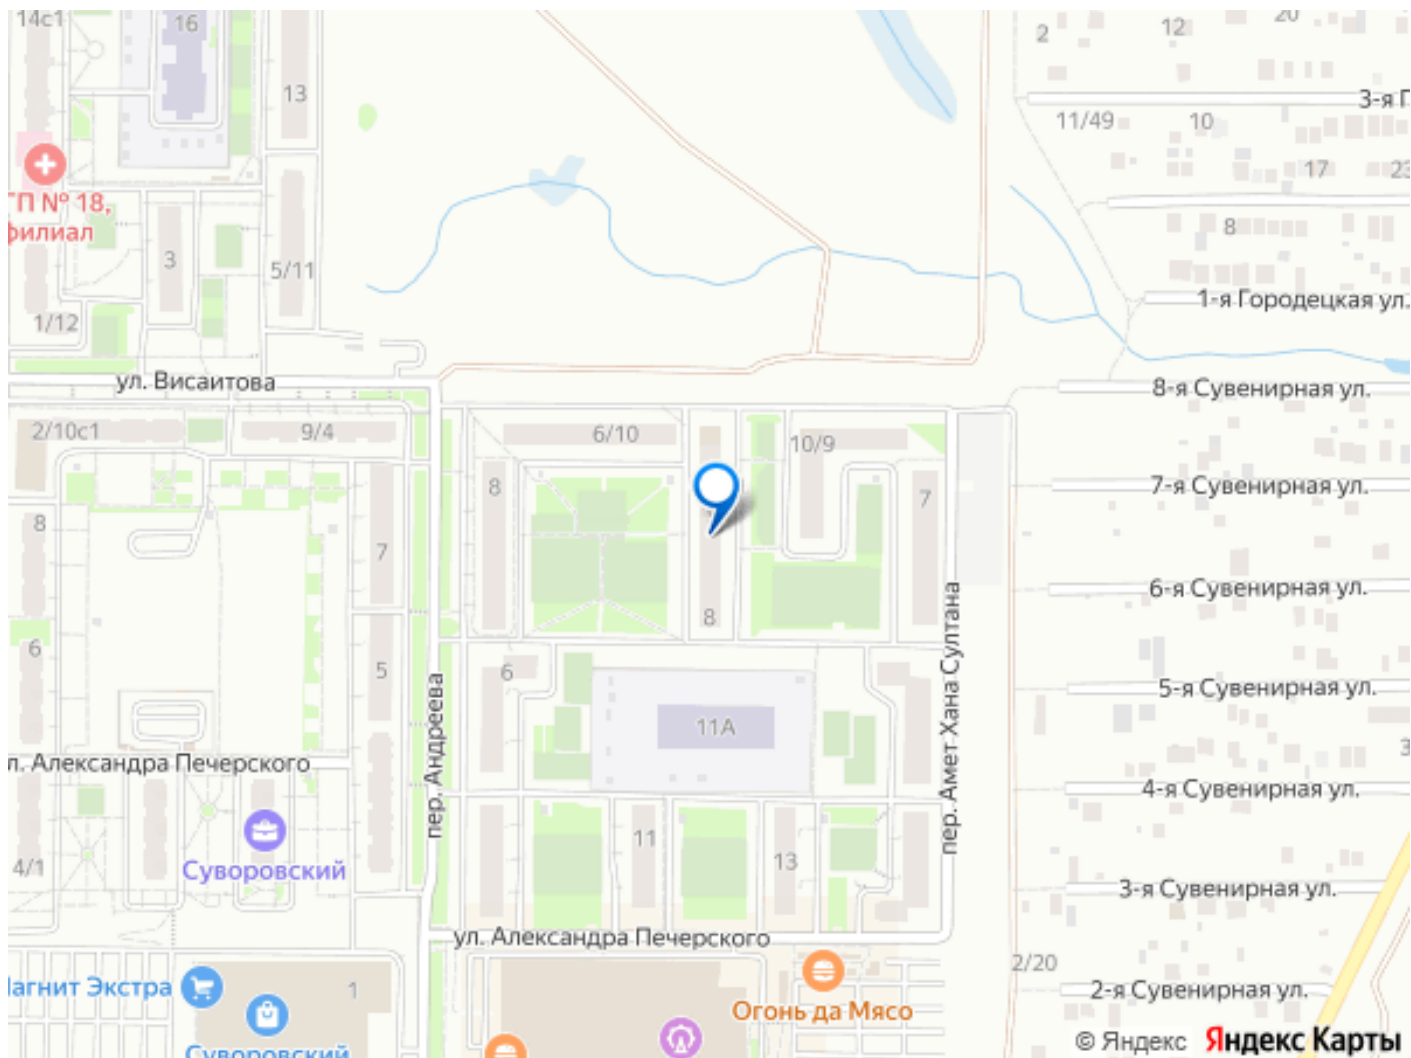 14с1
16
13
2
12
20
3-я Г
11/49
10
17
23
ГП № 18,
филиал
3
5/11
8
1/12
1-я Городецкая ул.
ул. Висаитова
8-я Сувенирная ул.
2/10с1
9/4
6/10
10/9
8
7
7-я Сувенирная ул.
8
7
6-я Сувенирная ул.
8
6
5
6
пер. Андреева
пер. Амет-Хана Султана
5-я Сувенирная ул.
11А
3
л. Александра Печерского
4-я Сувенирная ул.
4/1
Суворовский
11
13
3-я Сувенирная ул.
ул. Александра Печерского
2/20
Магнит Экстра
1
Огонь да Мясо
2-я Сувенирная ул.
Суворовский
© Яндекс Яндекс Карты